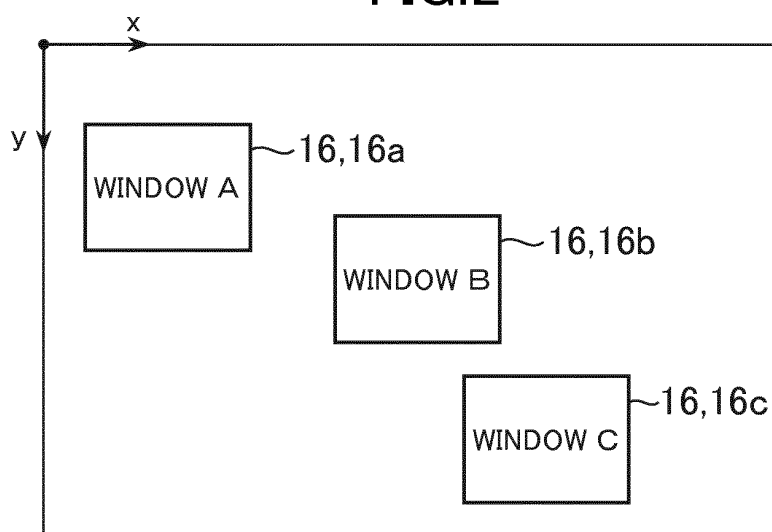 x
y
16,16a
WINDOW A
16,16b
WINDOW B
16,16c
WINDOW C